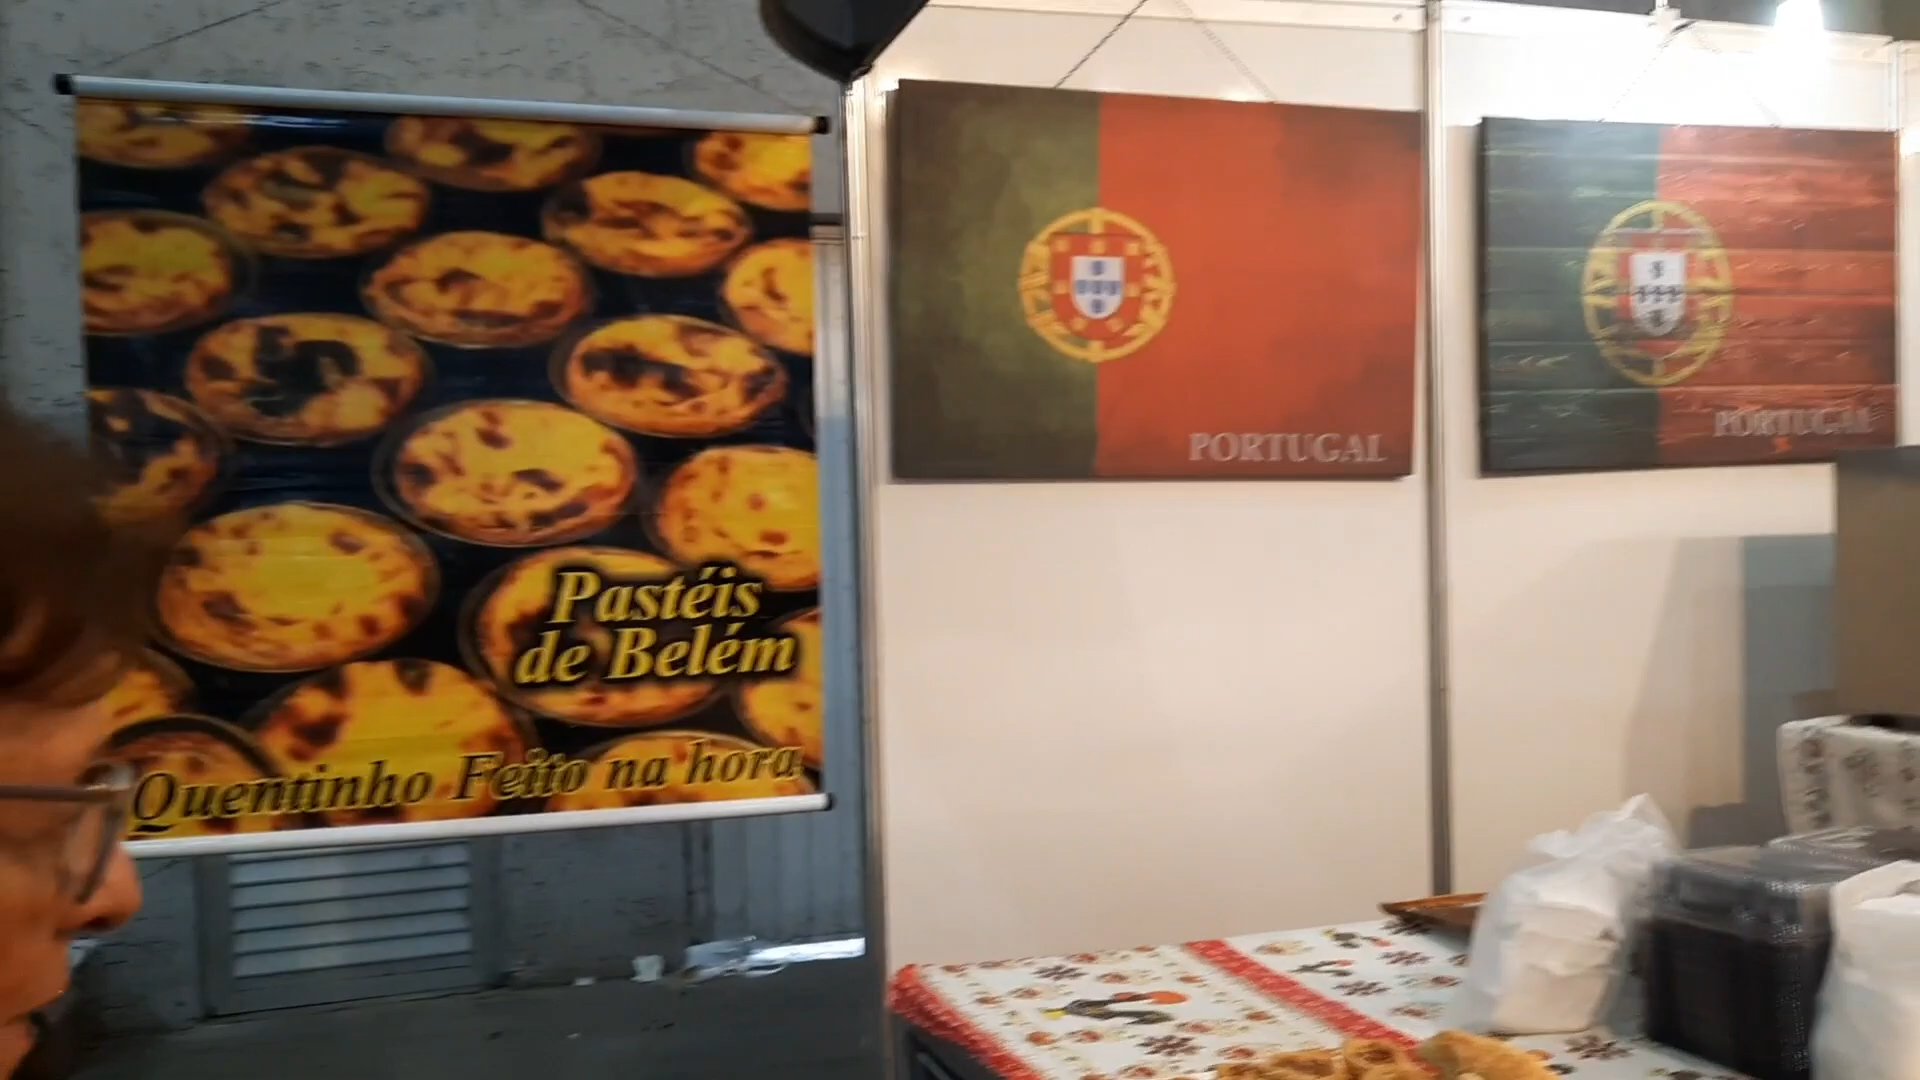 Pastéis
de Belém
Quentinho Feito na hora
PORTUGAL
PORTUGAL